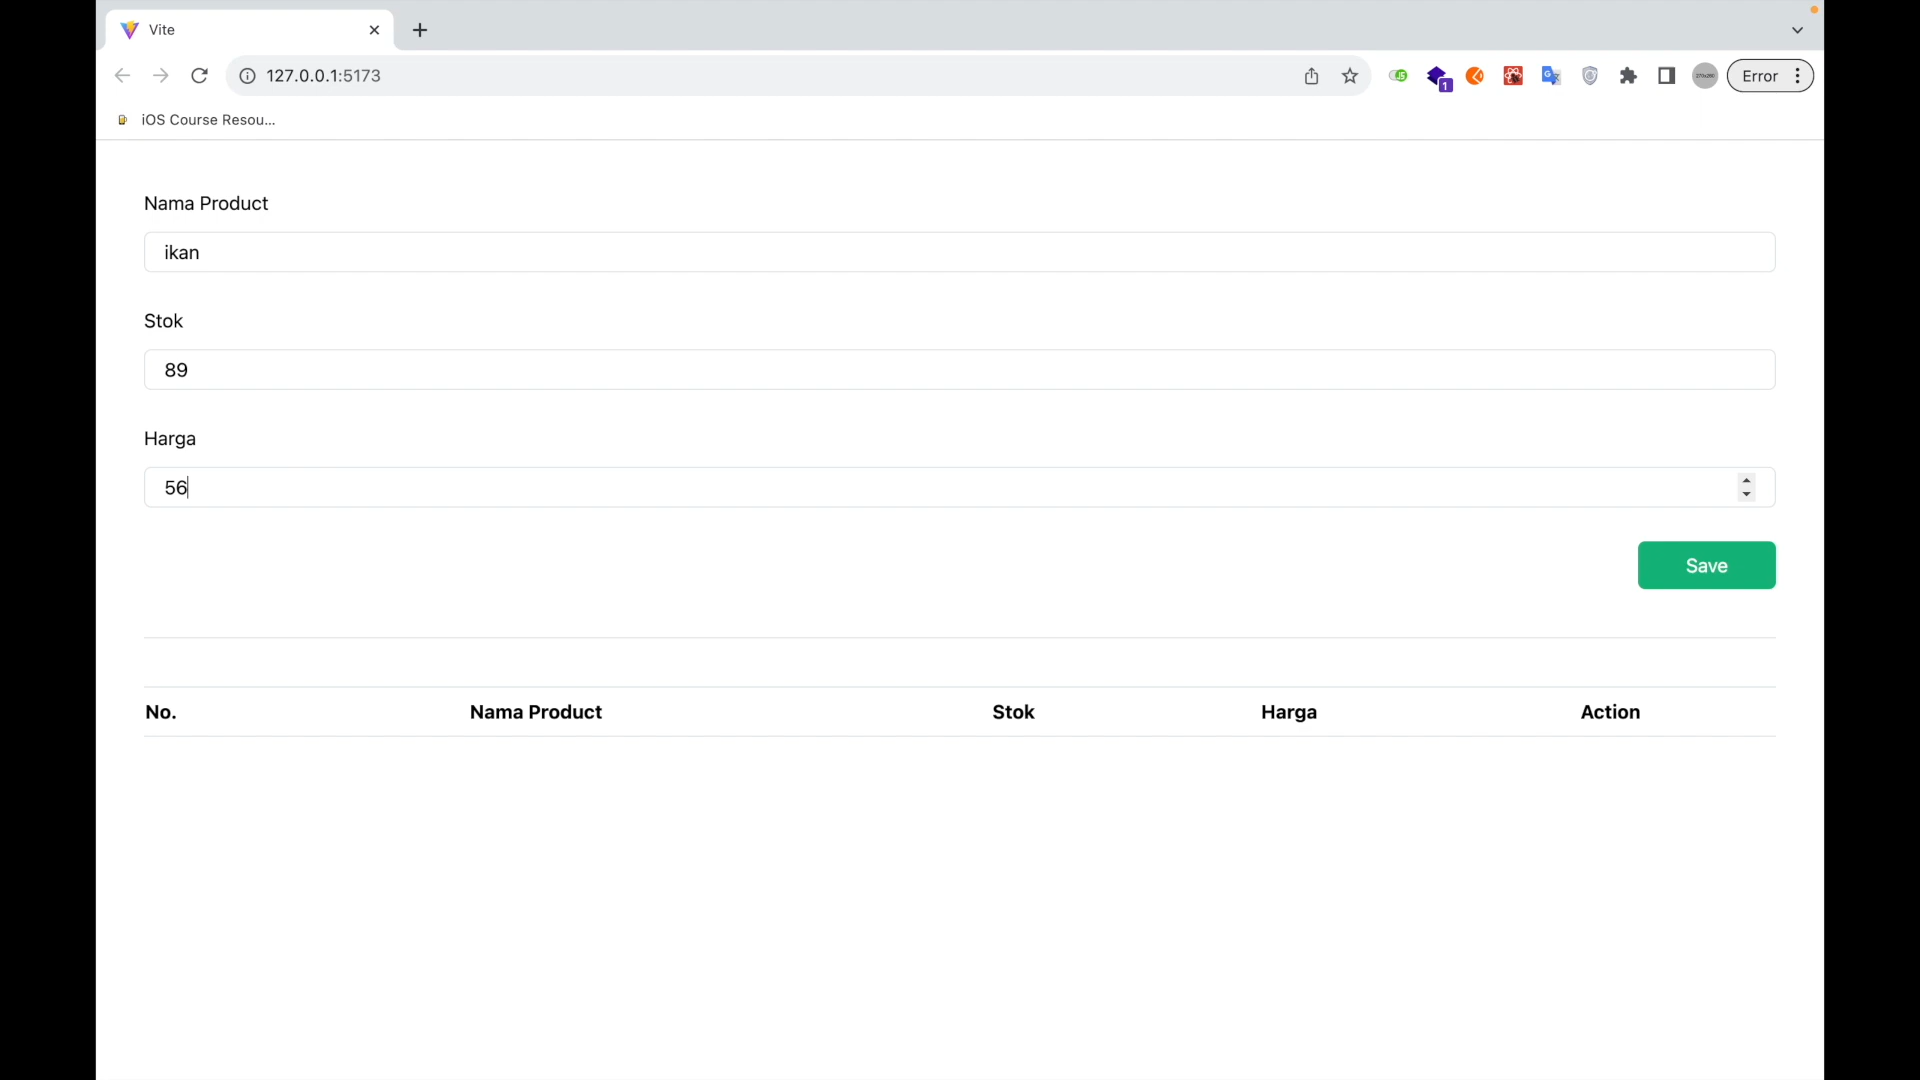 Vite
127.0.0.1:5173
1
Error
iOS Course Resou...
Nama Product
ikan
Stok
89
Harga
56
Save
No. Nama Product Stok Harga Action